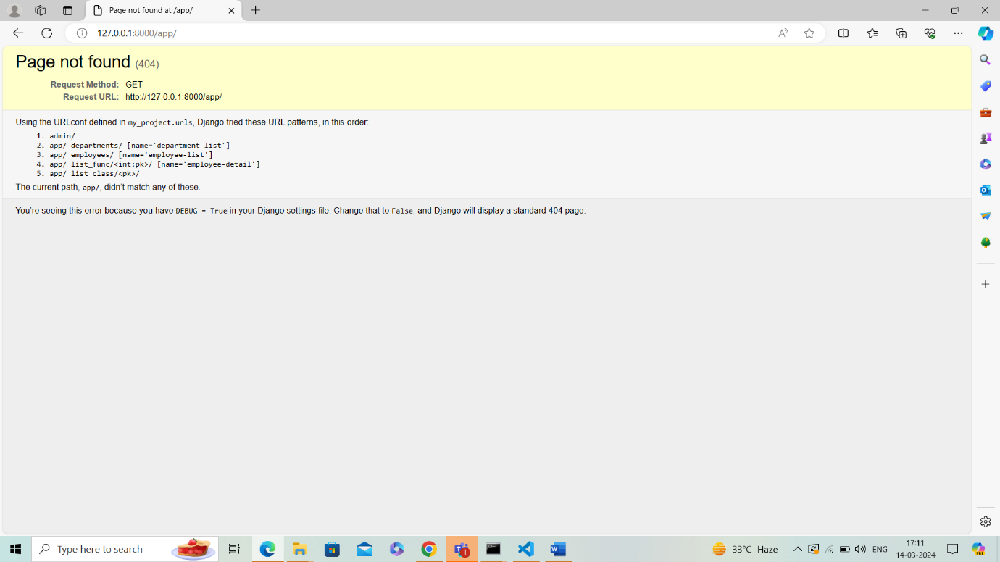 Page not found at /app/
127.0.0.1:8000/app/
Page not found (404)
Request Method: GET
Request URL: http://127.0.0.1:8000/app/
Using the URLconf defined in my_project.urls, Django tried these URL patterns, in this order:
1. admin/
2. app/ departments/ [name='department-list']
3. app/ employees/ [name='employee-list']
4. app/ list_func/<int:pk>/ [name='employee-detail']
5. app/ list_class/<pk>/
The current path, app/, didn't match any of these.
You're seeing this error because you have DEBUG = True in your Django settings file. Change that to False, and Django will display a standard 404 page.
Type here to search
1
33°C Haze
ENG
17:11
14-03-2024
PRE